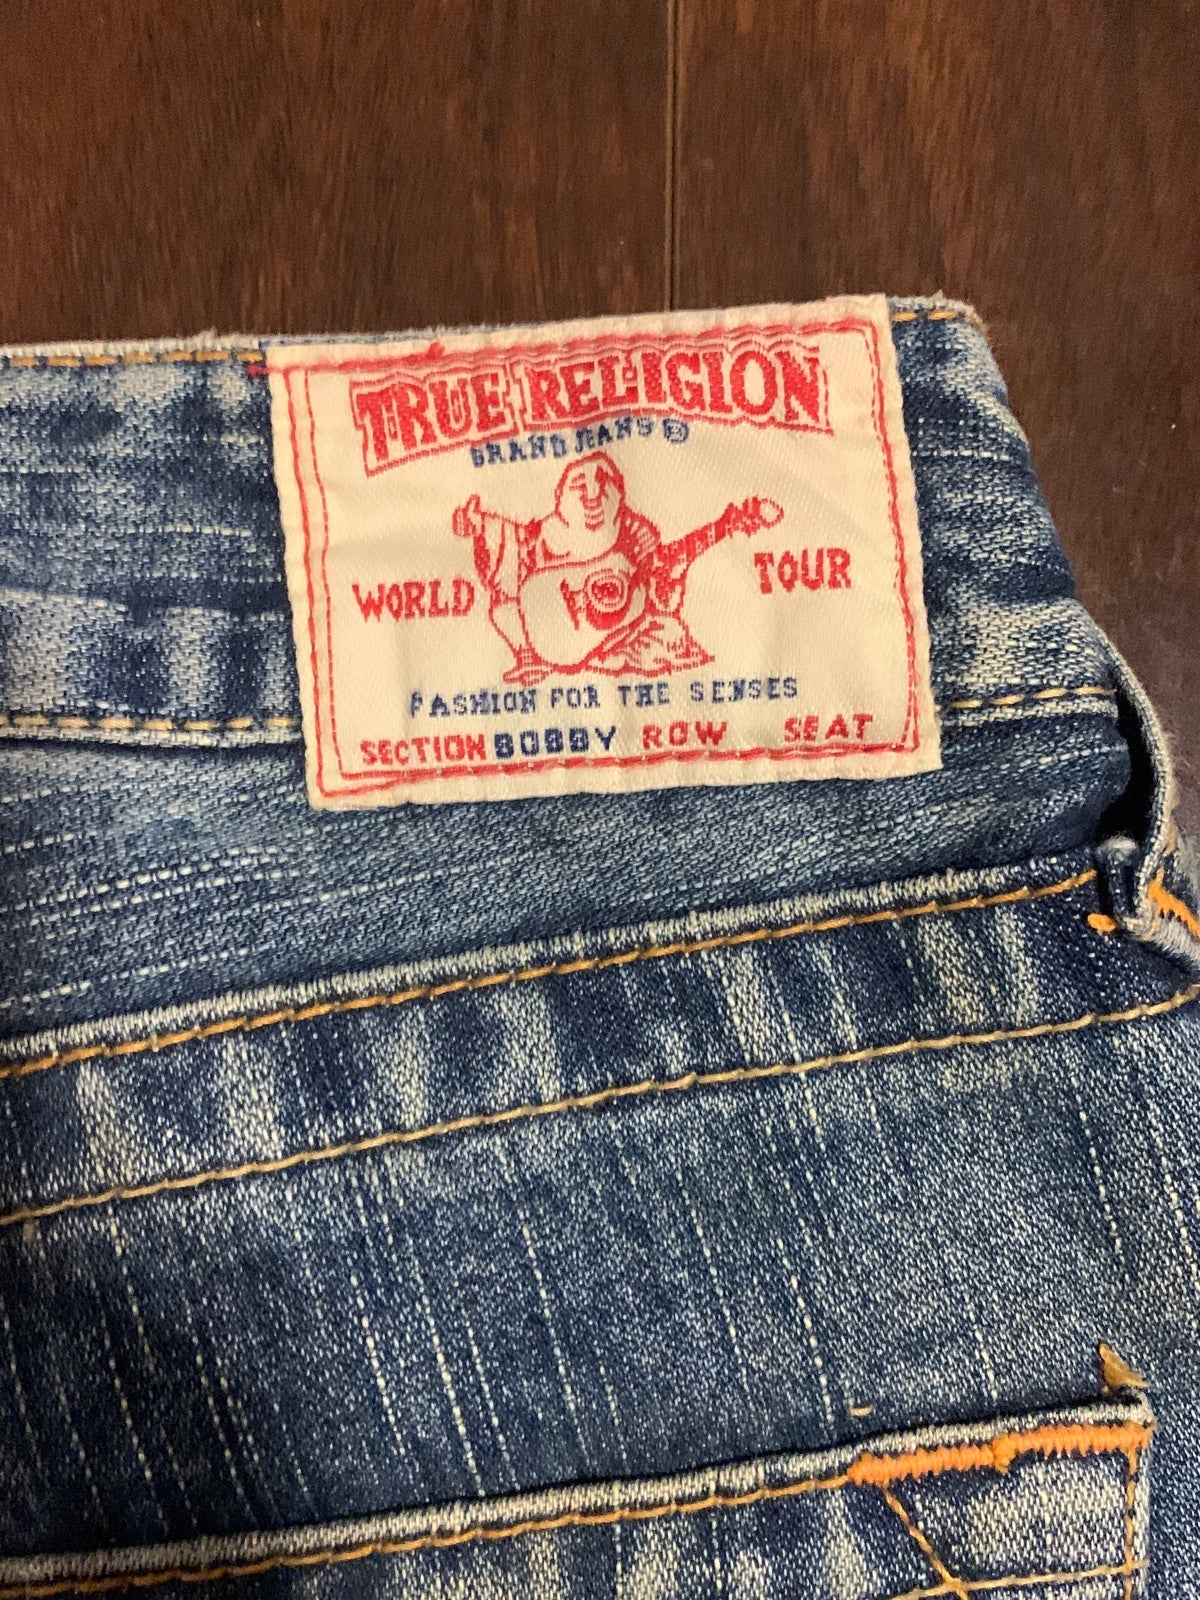 TRUE RELIGION
BRAND JEANS ®
WORLD TOUR
FASHION FOR THE SENSES
SECTION BOBBY ROW SEAT